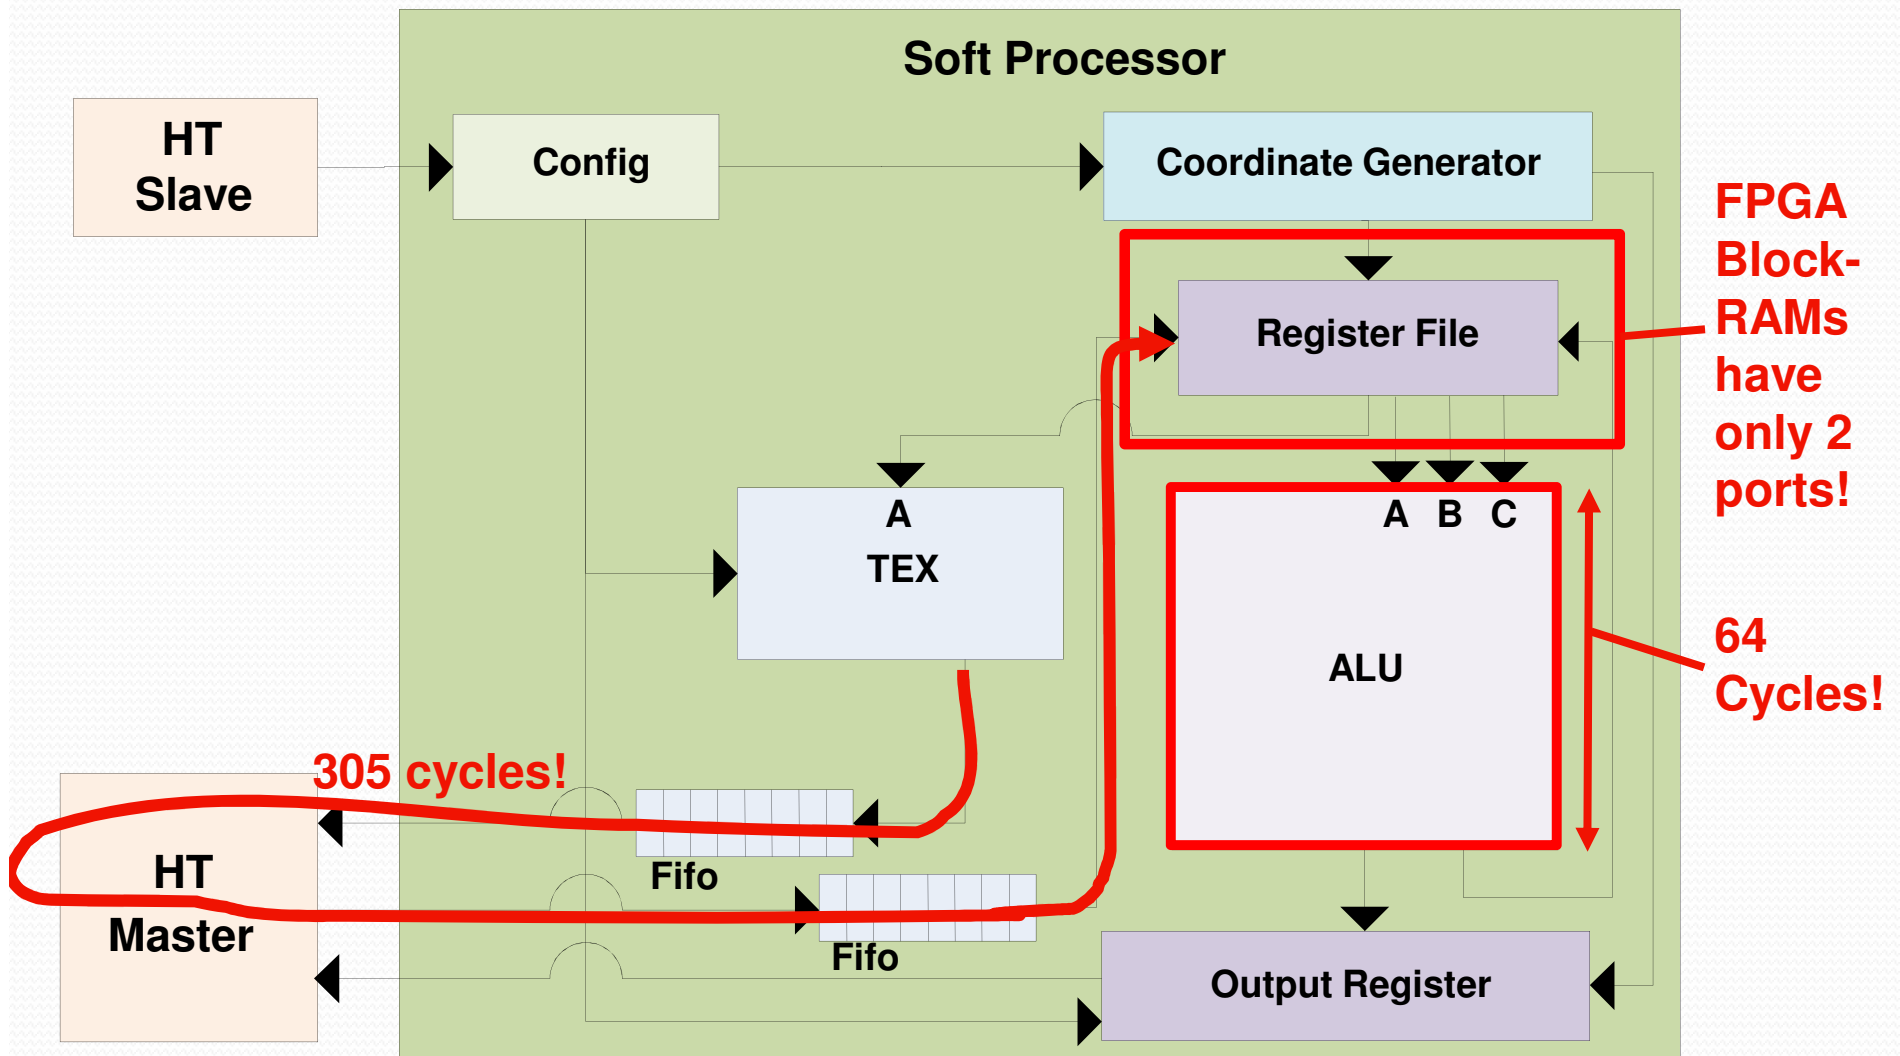 Soft Processor
HT
Slave
Config
Coordinate Generator
FPGA
Block-
RAMs
have
only 2
ports!
Register File
A
TEX
A B C
ALU
64
Cycles!
305 cycles!
HT
Master
Fifo
Fifo
Output Register